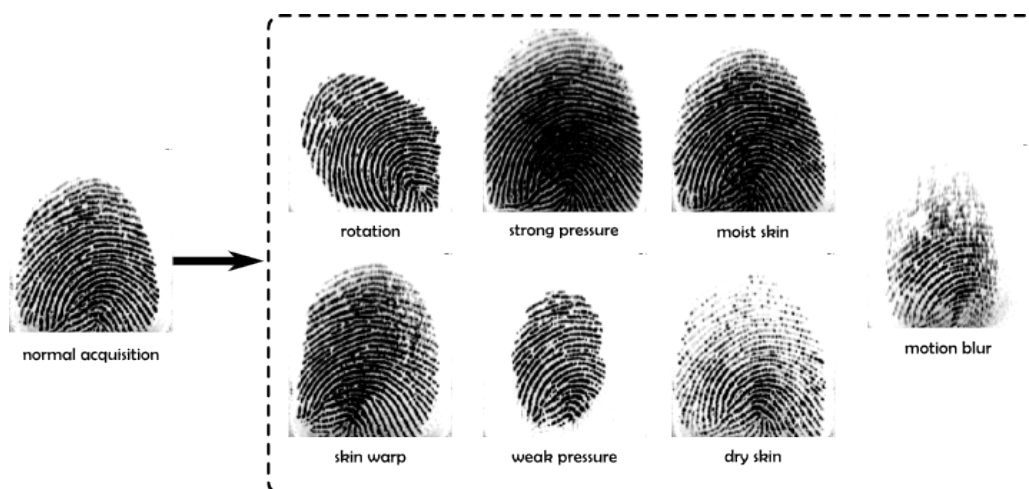 normal acquisition
rotation
strong pressure
moist skin
skin warp
weak pressure
dry skin
motion blur